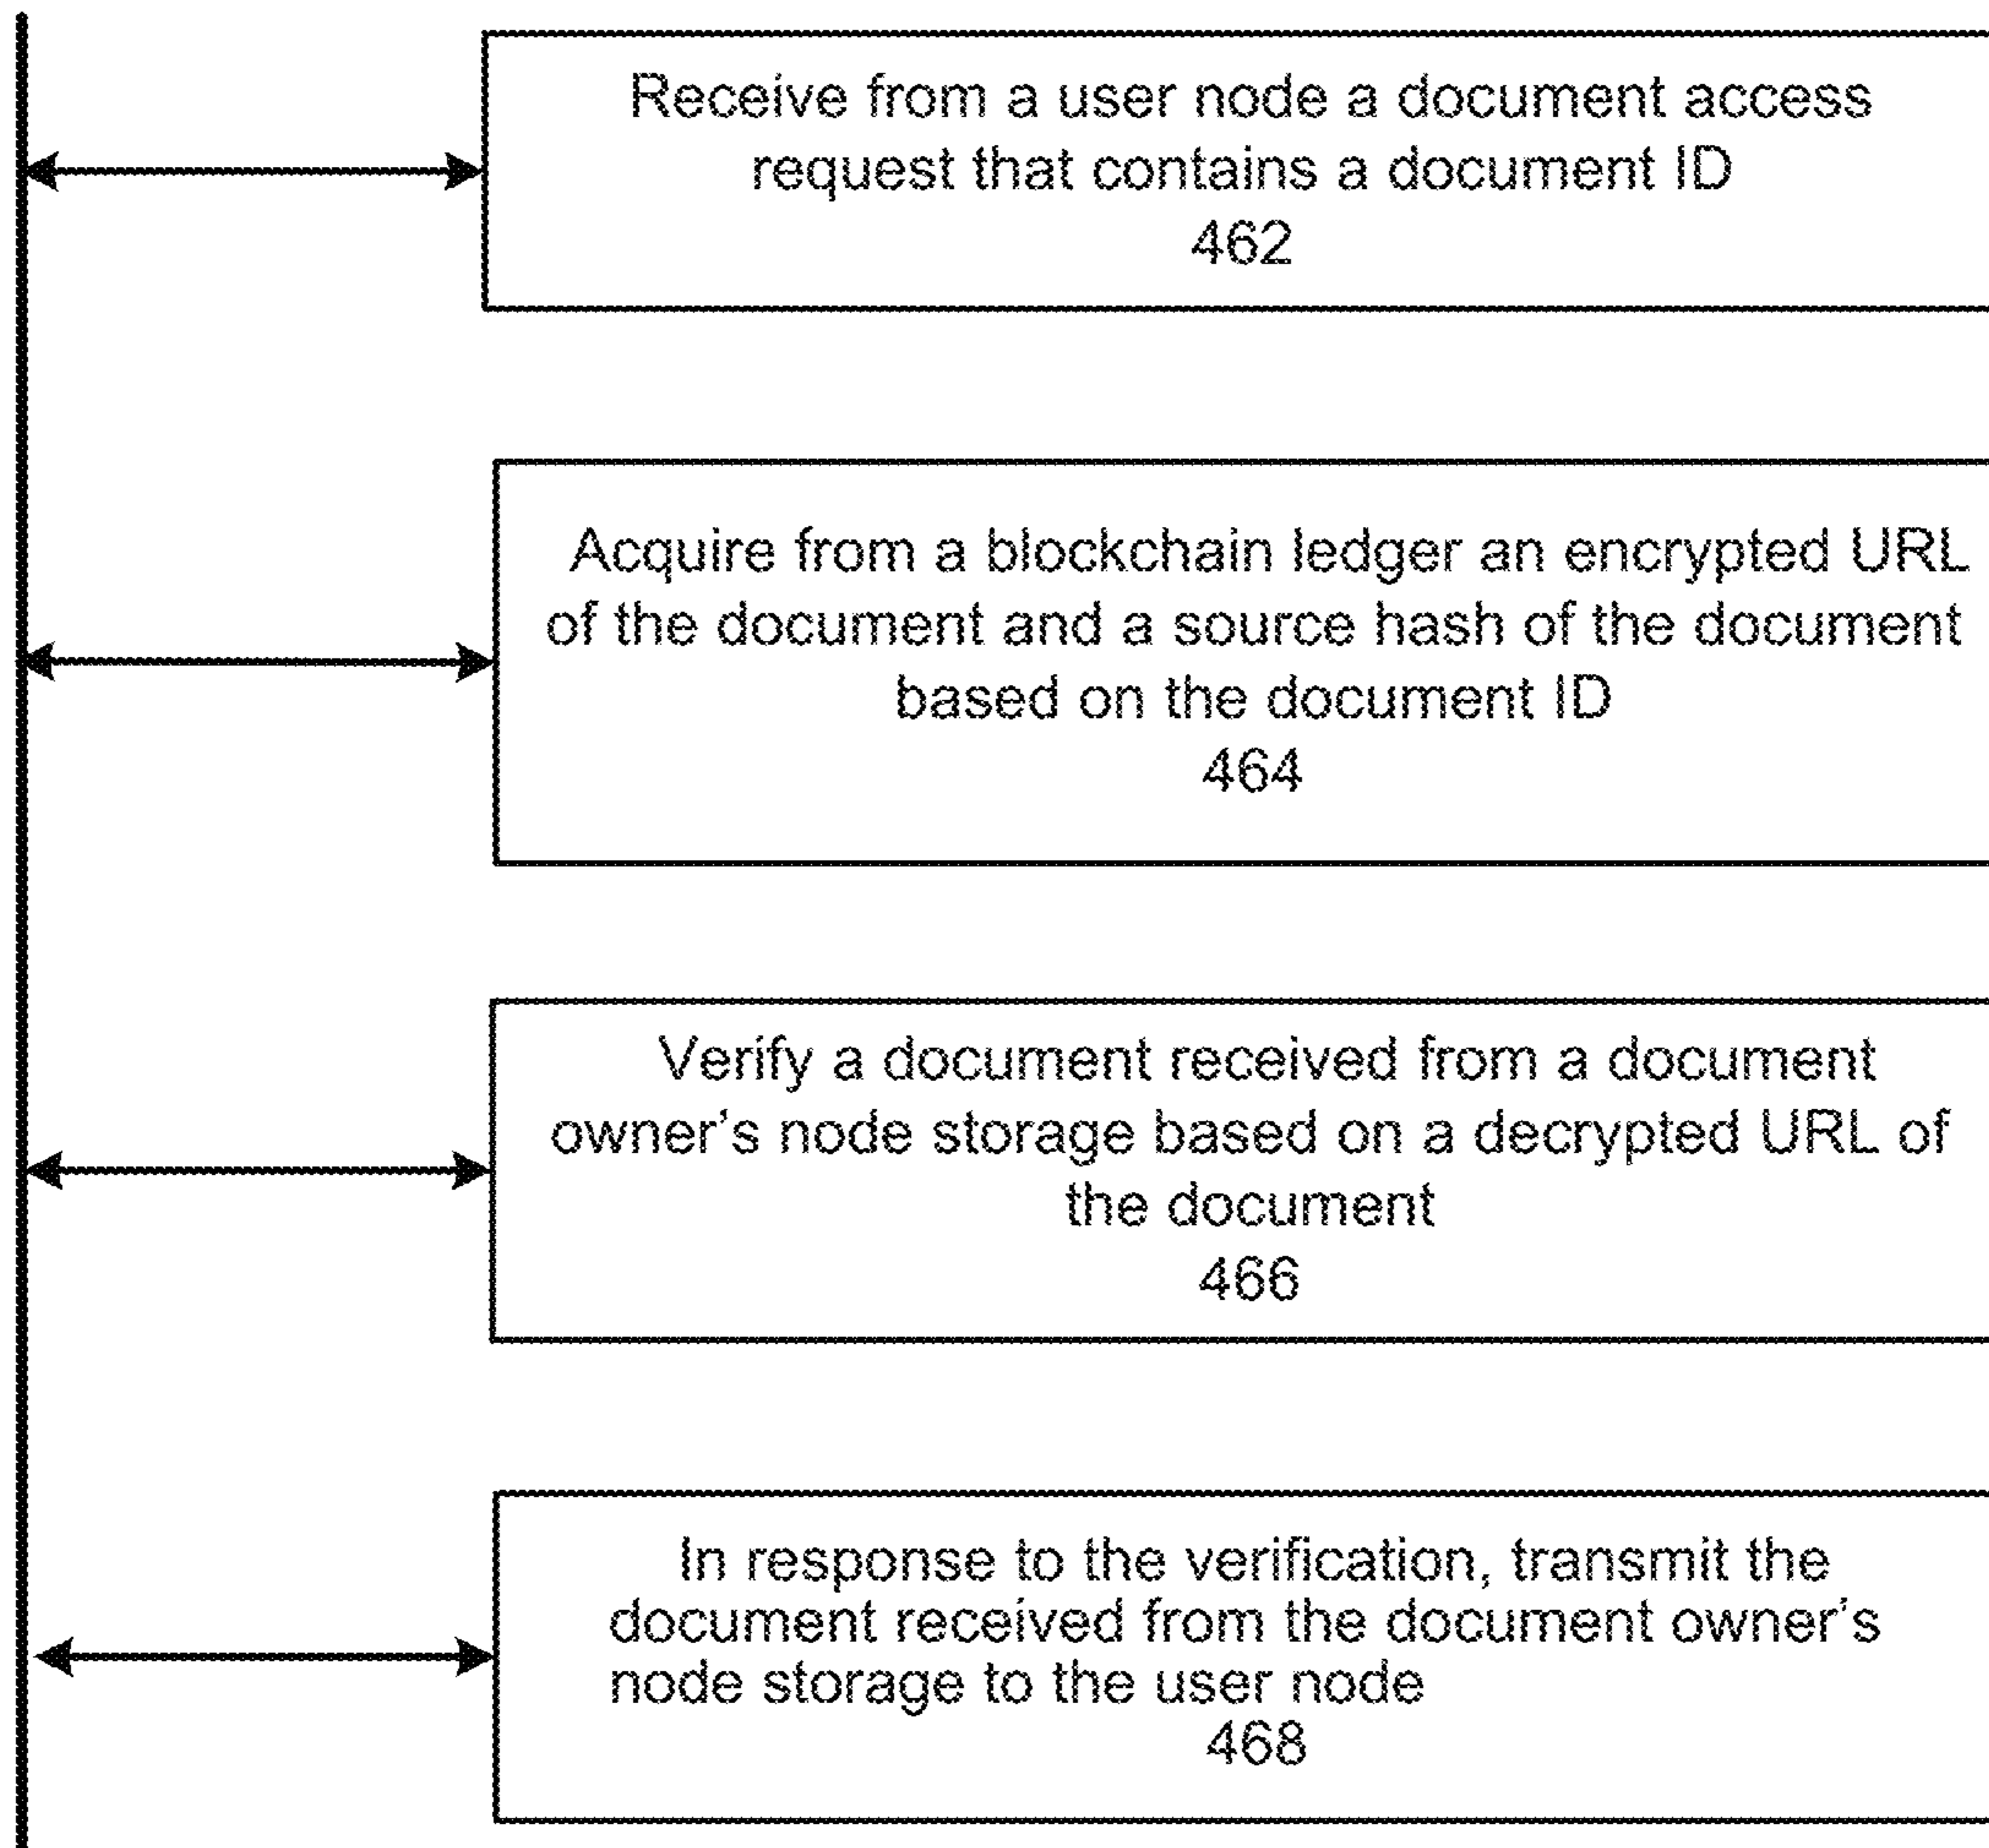 Receive from a user node a document access
request that contains a document ID
462
Acquire from a blockchain ledger an encrypted URL
of the document and a source hash of the document
based on the document ID
464
Verify a document received from a document
owner's node storage based on a decrypted URL of
the document
466
In response to the verification, transmit the
document received from the document owner's
node storage to the user node
468